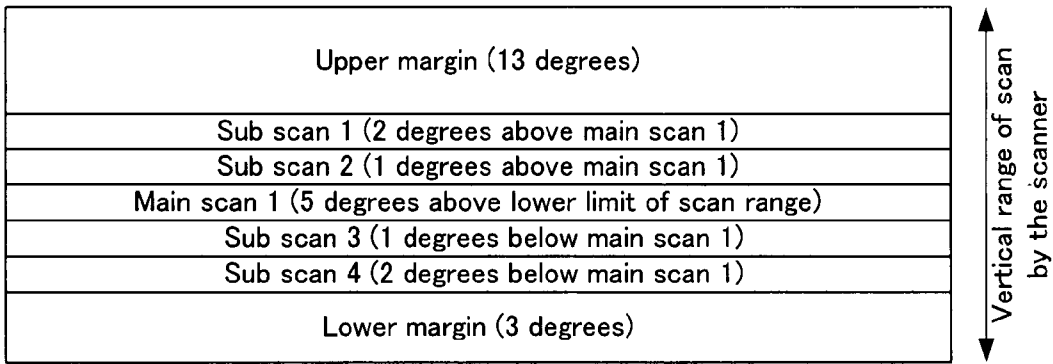 Upper margin (13 degrees)
Sub scan 1 (2 degrees above main scan 1)
Sub scan 2 (1 degrees above main scan 1)
Main scan 1 (5 degrees above lower limit of scan range)
Sub scan 3 (1 degrees below main scan 1)
Sub scan 4 (2 degrees below main scan 1)
Lower margin (3 degrees)
Vertical range of scan
by the scanner